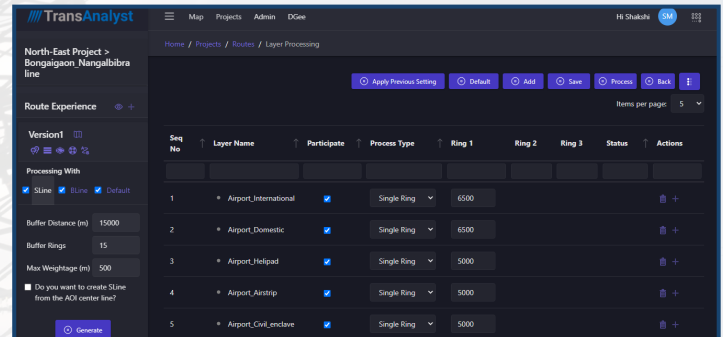 TransAnalyst
Map Projects Admin DGee
Hi Shakshi SM
North-East Project >
Bongaigaon_Nangalbibra
line
Home / Projects / Routes / Layer Processing
Apply Previous Setting Default Add Save Process Back
Items per page: 5
Route Experience
Version1
Processing With
SLine BLine Default
Buffer Distance (m) 15000
Buffer Rings 15
Max Weightage (m) 500
Do you want to create SLine
from the AOI center line?
Generate
Seq No Layer Name Participate Process Type Ring 1 Ring 2 Ring 3 Status Actions
1 Airport_International Single Ring 6500
2 Airport_Domestic Single Ring 6500
3 Airport_Helipad Single Ring 5000
4 Airport_Airstrip Single Ring 5000
5 Airport_Civil_enclave Single Ring 5000